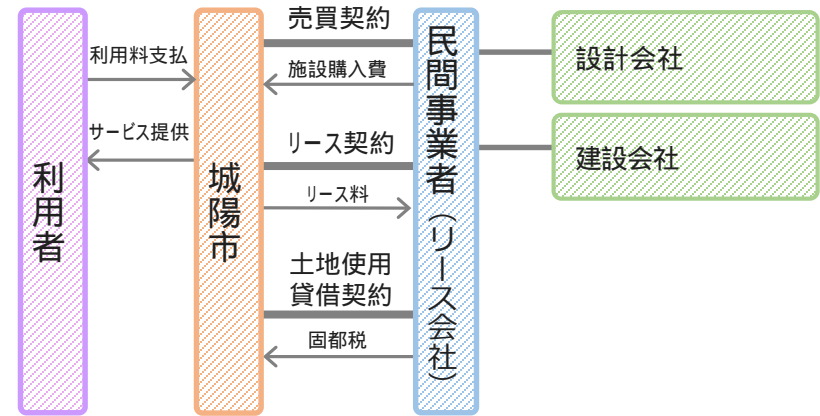 利用者
利用料支払
サービス提供
城陽市
売買契約
施設購入費
リース契約
リース料
土地使用
貸借契約
固都税
民間事業者（リース会社）
設計会社
建設会社